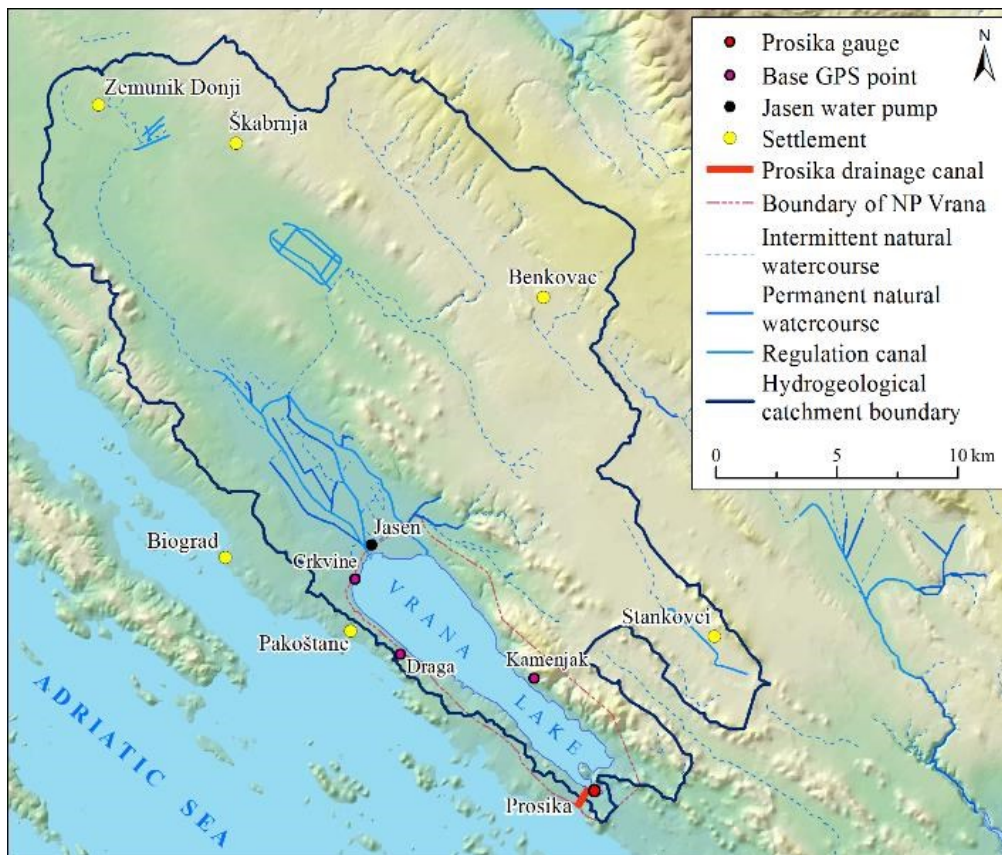 Prosika gauge
Base GPS point
Jasen water pump
Settlement
Prosika drainage canal
Boundary of NP Vrana
Intermittent natural
watercourse
Permanent natural
watercourse
Regulation canal
Hydrogeological
catchment boundary
N
0 5 10 km
Zemunik Donji
Škabrnja
Benkovac
Jasen
Biograd
Crkvine
VRANA
LAKE
Stankovci
Pakoštane
Draga
Kamenjak
ADRIATIC
SEA
Prosika